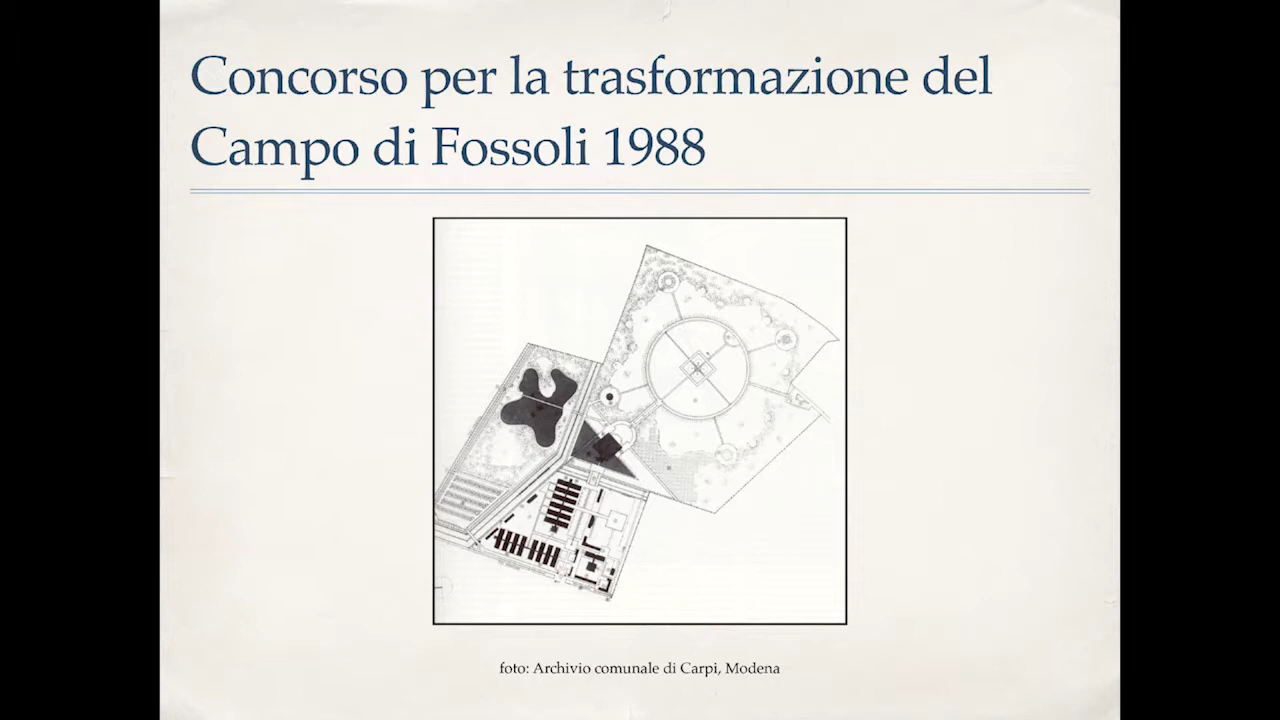 Concorso per la trasformazione del
Campo di Fossoli 1988
foto: Archivio comunale di Carpi, Modena